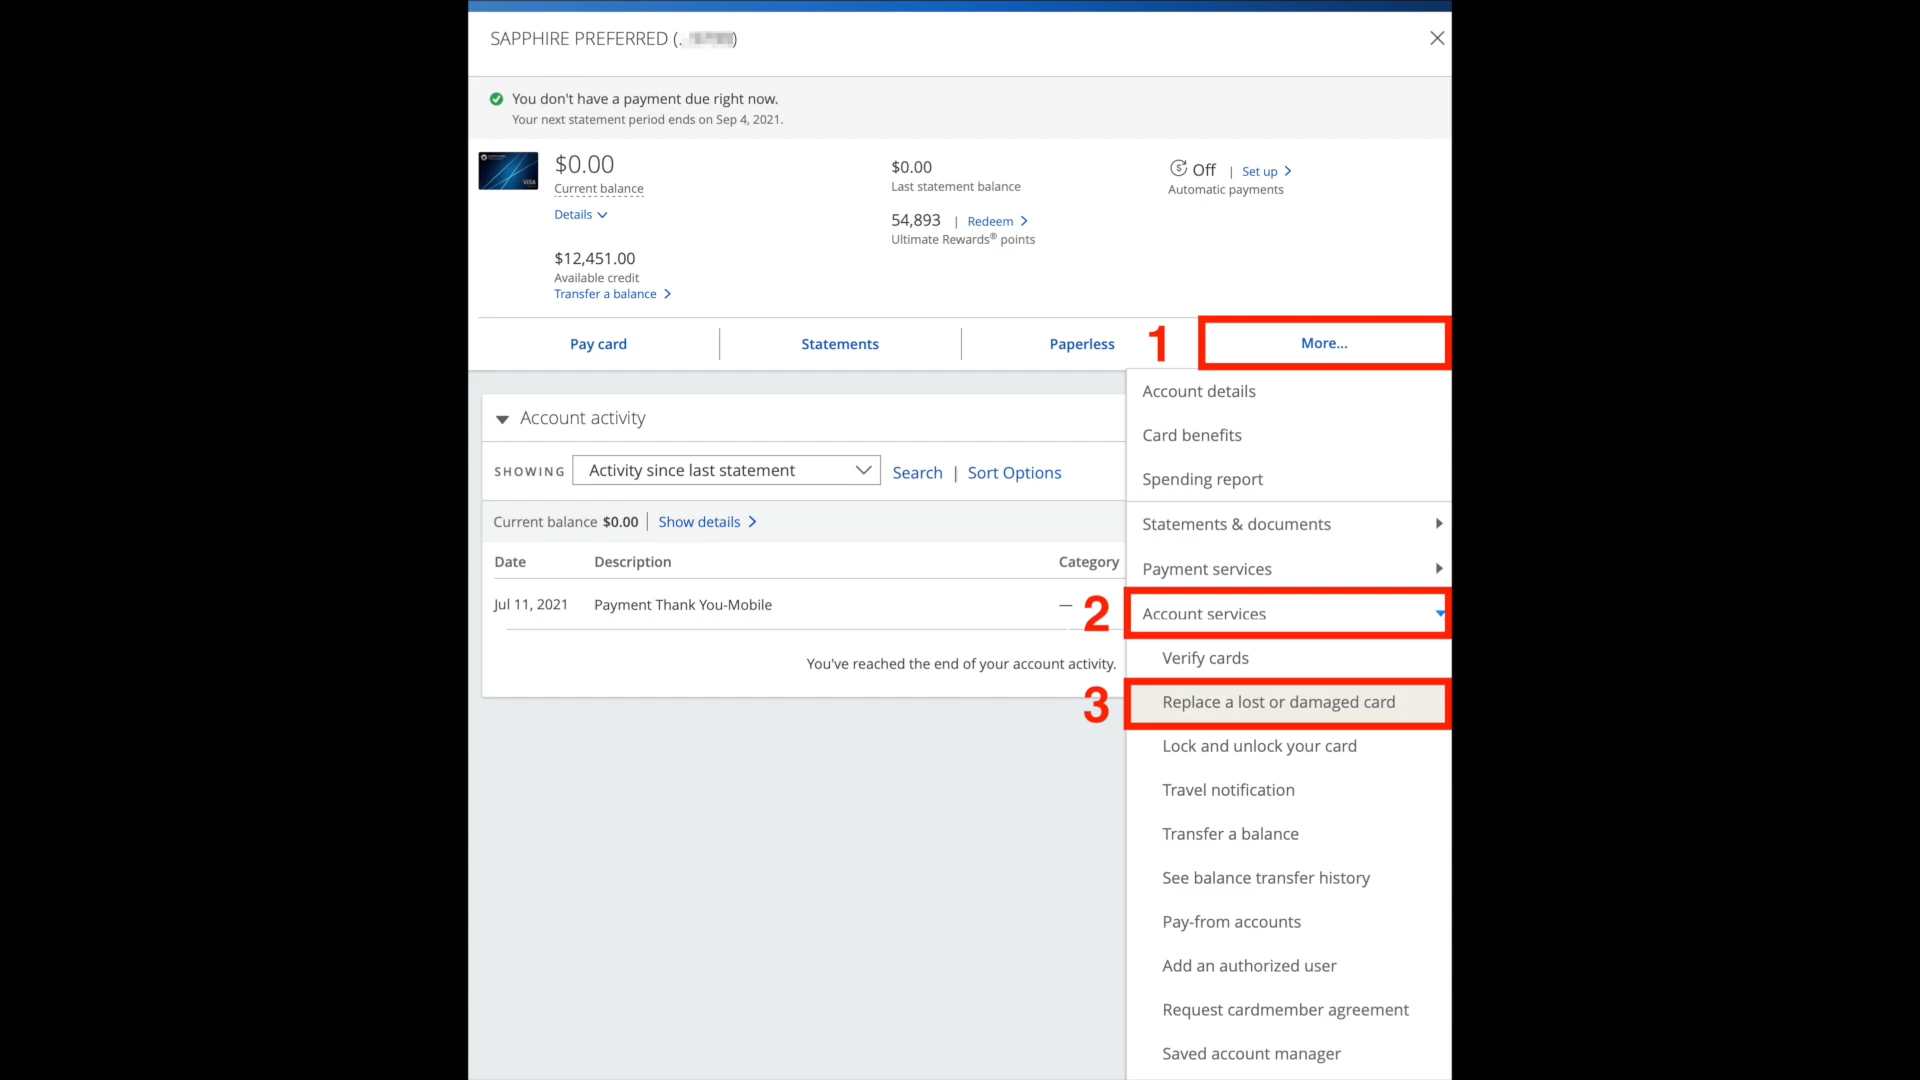 SAPPHIRE PREFERRED (. )
You don't have a payment due right now.
Your next statement period ends on Sep 4, 2021.
$0.00
Current balance
Details
$12,451.00
Available credit
Transfer a balance
VISA
$0.00
Last statement balance
54,893 | Redeem
Ultimate Rewards® points
Off | Set up
Automatic payments
Pay card
Statements
Paperless
1
More...
Account activity
SHOWING Activity since last statement Search | Sort Options
Current balance $0.00 Show details
Date Description Category
Jul 11, 2021 Payment Thank You-Mobile —
You've reached the end of your account activity.
Account details
Card benefits
Spending report
Statements & documents
Payment services
2 Account services
Verify cards
3 Replace a lost or damaged card
Lock and unlock your card
Travel notification
Transfer a balance
See balance transfer history
Pay-from accounts
Add an authorized user
Request cardmember agreement
Saved account manager